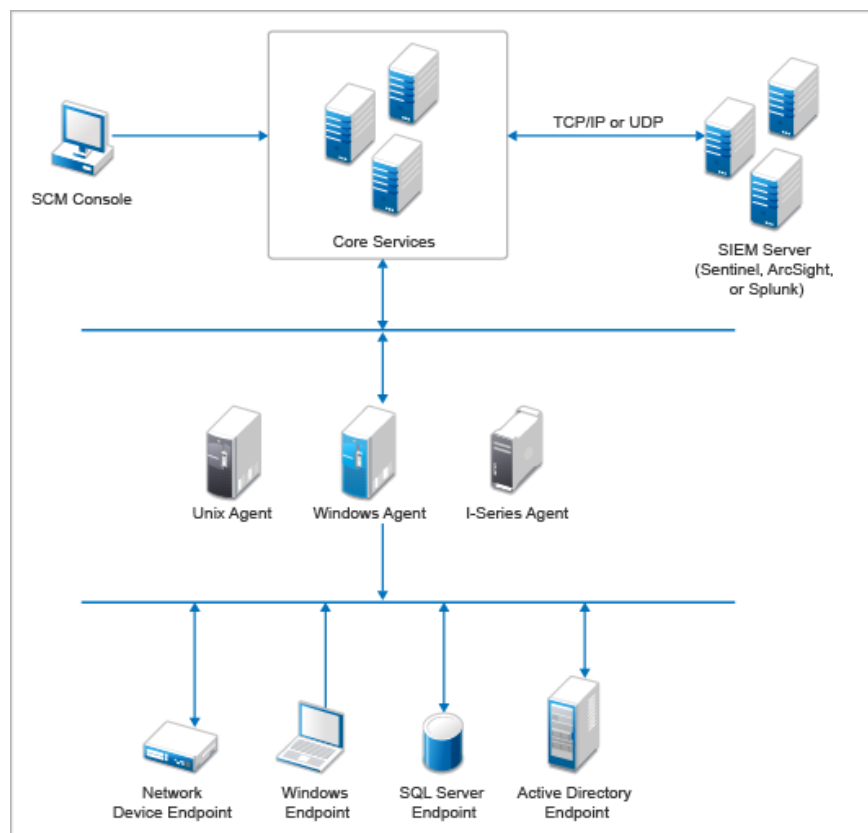 TCP/IP or UDP
SCM Console
Core Services
SIEM Server
(Sentinel, ArcSight,
or Splunk)
Unix Agent
Windows Agent
I-Series Agent
Network
Device Endpoint
Windows
Endpoint
SQL Server
Endpoint
Active Directory
Endpoint